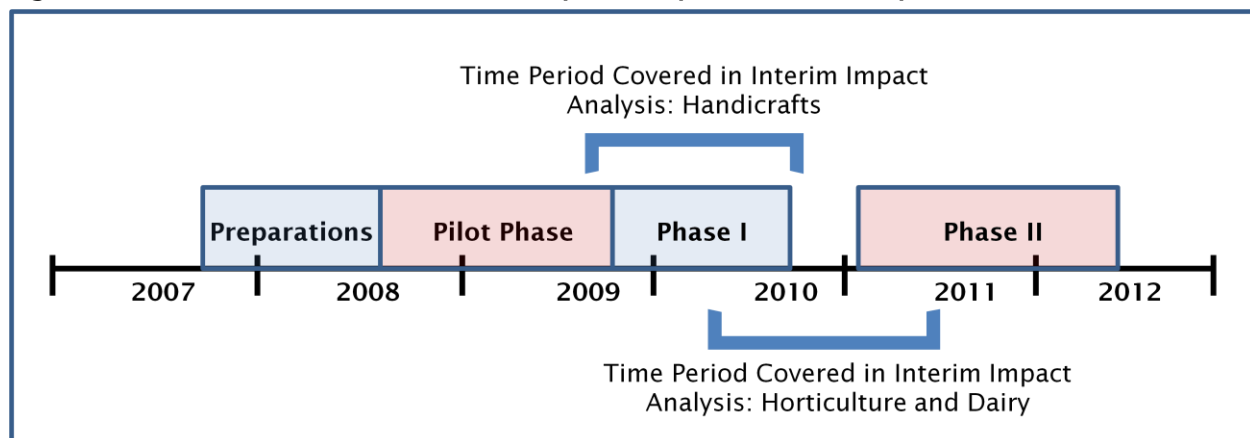 Time Period Covered in Interim Impact
Analysis: Handicrafts
Preparations
Pilot Phase
Phase I
Phase II
2007
2008
2009
2010
2011
2012
Time Period Covered in Interim Impact
Analysis: Horticulture and Dairy